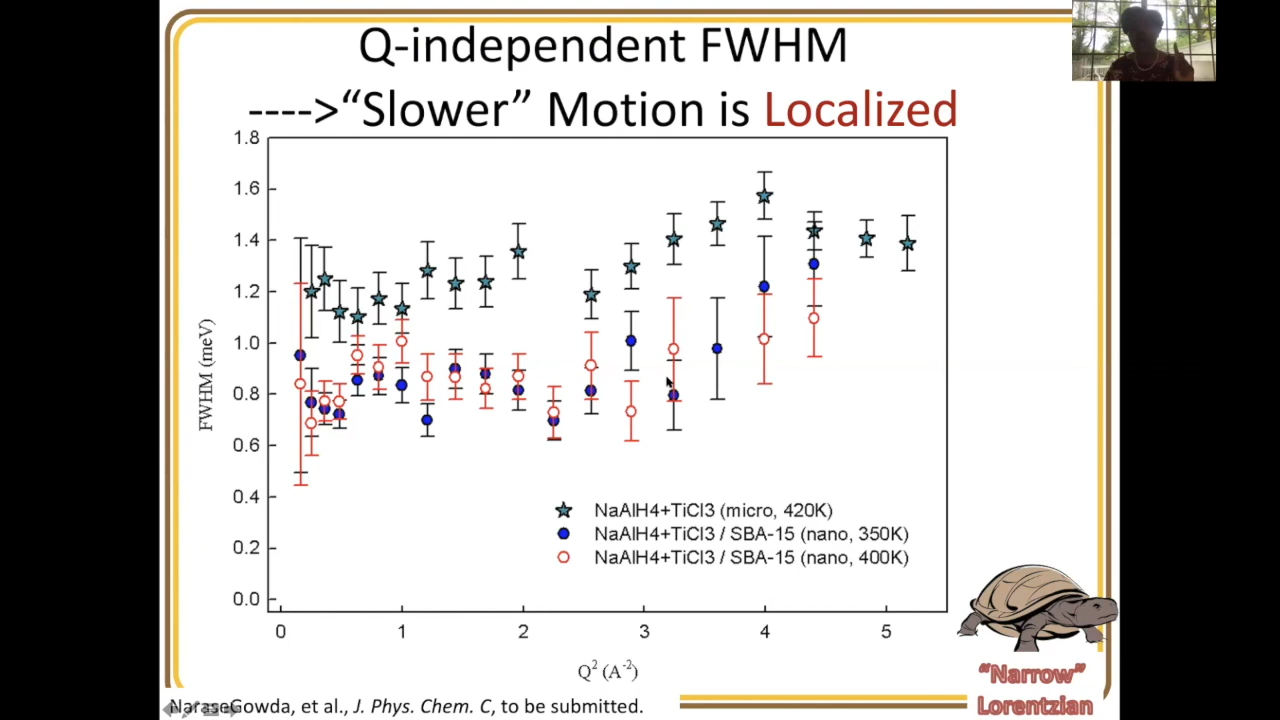 Q-independent FWHM
---->“Slower” Motion is Localized
1.8
1.6
1.4
1.2
1.0
0.8
0.6
0.4
0.2
0.0
FWHM (meV)
NaAlH4+TiCl3 (micro, 420K)
NaAlH4+TiCl3 / SBA-15 (nano, 350K)
NaAlH4+TiCl3 / SBA-15 (nano, 400K)
0 1 2 3 4 5
Q² (A⁻²)
“Narrow”
Lorentzian
NaraseGowda, et al., J. Phys. Chem. C, to be submitted.